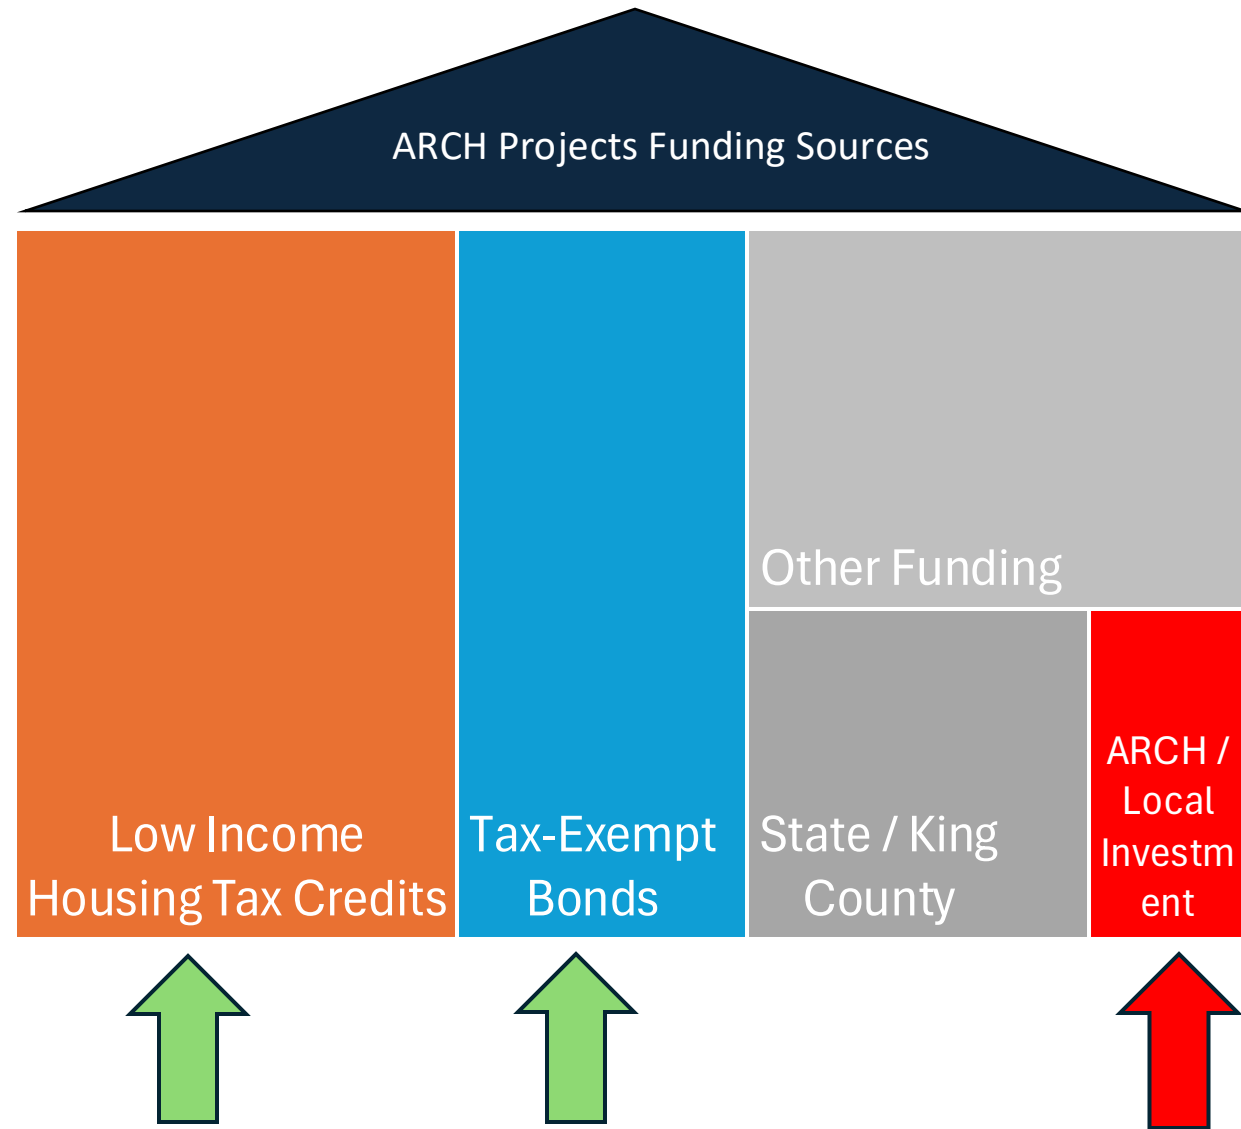 ARCH Projects Funding Sources
Low Income
Housing Tax Credits
Tax-Exempt
Bonds
Other Funding
State / King
County
ARCH /
Local
Investm
ent